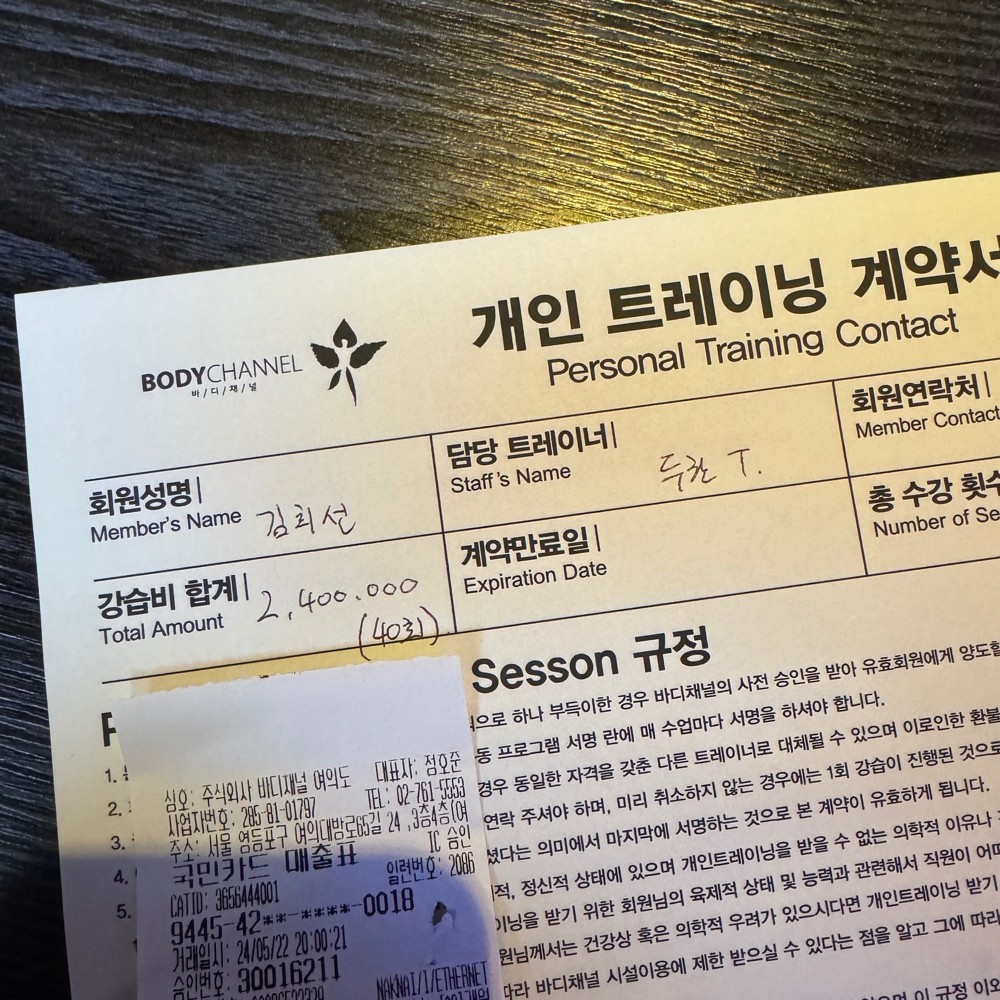 BODYCHANNEL
바/디/채/널
개인 트레이닝 계약서
Personal Training Contact
회원성명|
Member's Name 김희선
담당 트레이너|
Staff's Name 두환 T.
회원연락처|
Member Contact
강습비 합계| 2,400.000
Total Amount (40회)
계약만료일|
Expiration Date
총 수강 횟수
Number of Se
Sesson 규정
으로 하나 부득이한 경우 바디채널의 사전 승인을 받아 유효회원에게 양도할
동 프로그램 서명 란에 매 수업마다 서명을 하셔야 합니다.
경우 동일한 자격을 갖춘 다른 트레이너로 대체될 수 있으며 이로인한 환불
연락 주셔야 하며, 미리 취소하지 않는 경우에는 1회 강습이 진행된 것으로
셨다는 의미에서 마지막에 서명하는 것으로 본 계약이 유효하게 됩니다.
적, 정신적 상태에 있으며 개인트레이닝을 받을 수 없는 의학적 이유나
이닝을 받기 위한 회원님의 육제적 상태 및 능력과 관련해서 직원이 어떠
원님께서는 건강상 혹은 의학적 우려가 있으시다면 개인트레이닝 받기
따라 바디채널 시설이용에 제한 받으실 수 있다는 점을 알고 그에 따라
이 규정 이외
1.
2.
3.
4.
5.
상호: 주식회사 바디채널 여의도 대표자: 점호준
사업자번호: 285-81-01797 TEL: 02-761-5559
주소: 서울 영등포구 여의대방로65길 24 ,3층4층(여
국민카드 매출표 IC 승인
CATID: 3656444001 일련번호: 2086
9445-42**-****-0018
거래일시: 24/05/22 20:00:21
승인번호: 30016211 NAKNAI/1/ETHERNET